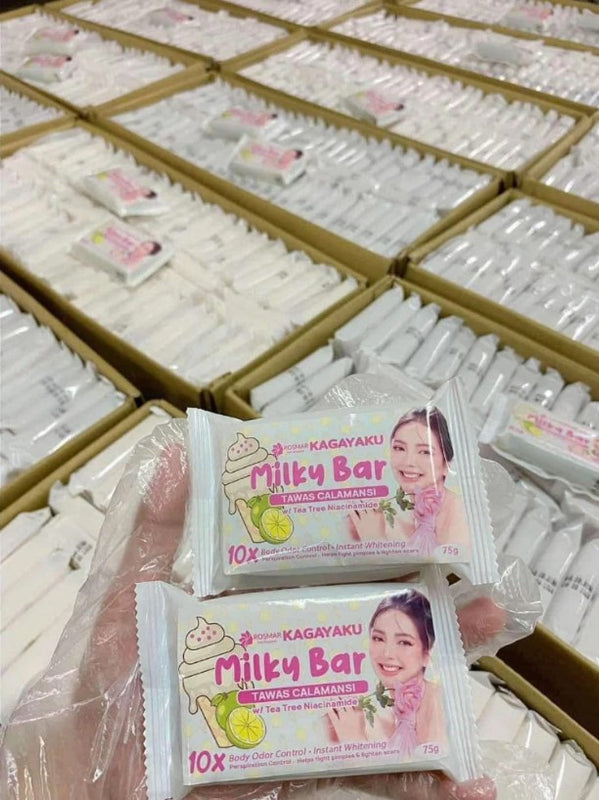 ROSMAR KAGAYAKU
Milky Bar
TAWAS CALAMANSI
w/ Tea Tree Niacinamide
10x Body Odor Control • Instant Whitening
Perspiration Control • Helps fight pimples & lighten scars
75g
ROSMAR KAGAYAKU
Milky Bar
TAWAS CALAMANSI
w/ Tea Tree Niacinamide
10x Body Odor Control • Instant Whitening
Perspiration Control • Helps fight pimples & lighten scars
75g
Milky Bar